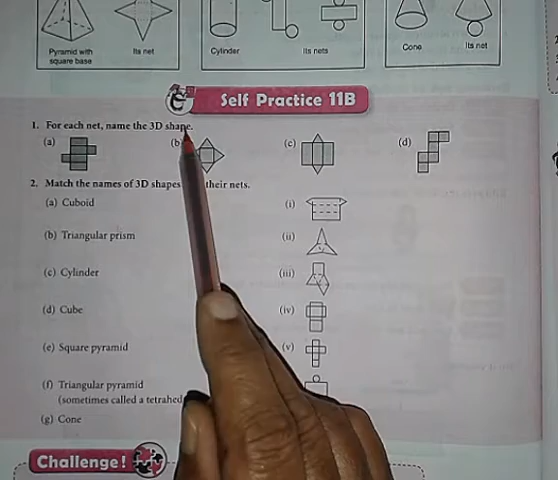 Pyramid with
square base
Its net
Cylinder
Its nets
Cone
Its net
Self Practice 11B
1. For each net, name the 3D shape.
(a)
(b)
(c)
(d)
2. Match the names of 3D shapes their nets.
(a) Cuboid
(i)
(b) Triangular prism
(ii)
(c) Cylinder
(iii)
(d) Cube
(iv)
(e) Square pyramid
(v)
(f) Triangular pyramid
(sometimes called a
(g) Cone
Challenge!